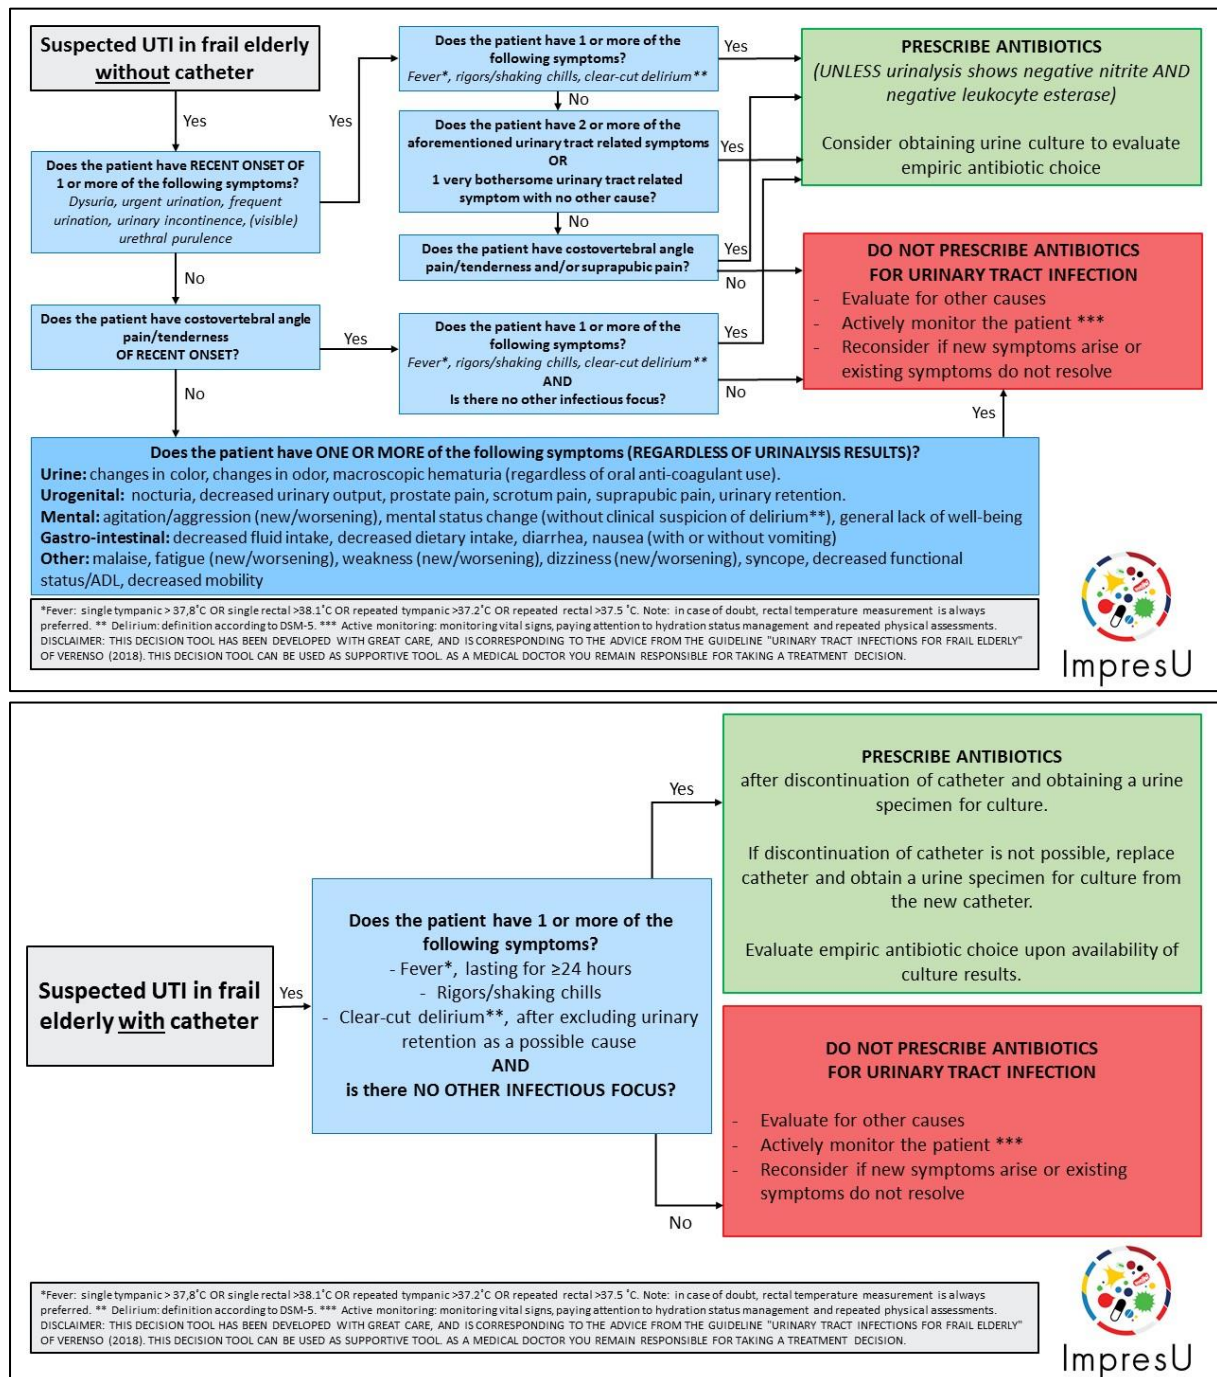 Suspected UTI in frail elderly
without catheter
Yes
Does the patient have RECENT ONSET OF
1 or more of the following symptoms?
Dysuria, urgent urination, frequent
urination, urinary incontinence, (visible)
urethral purulence
Yes
No
Does the patient have 1 or more of the
following symptoms?
Fever*, rigors/shaking chills, clear-cut delirium**
Yes
No
Does the patient have 2 or more of the
aforementioned urinary tract related symptoms
OR
1 very bothersome urinary tract related
symptom with no other cause?
Yes
No
Does the patient have costovertebral angle
pain/tenderness and/or suprapubic pain?
Yes
No
PRESCRIBE ANTIBIOTICS
(UNLESS urinalysis shows negative nitrite AND
negative leukocyte esterase)
Consider obtaining urine culture to evaluate
empiric antibiotic choice
Does the patient have costovertebral angle
pain/tenderness
OF RECENT ONSET?
Yes
No
Does the patient have 1 or more of the
following symptoms?
Fever*, rigors/shaking chills, clear-cut delirium**
AND
Is there no other infectious focus?
Yes
No
DO NOT PRESCRIBE ANTIBIOTICS
FOR URINARY TRACT INFECTION
- Evaluate for other causes
- Actively monitor the patient ***
- Reconsider if new symptoms arise or
existing symptoms do not resolve
Yes
Does the patient have ONE OR MORE of the following symptoms (REGARDLESS OF URINALYSIS RESULTS)?
Urine: changes in color, changes in odor, macroscopic hematuria (regardless of oral anti-coagulant use).
Urogenital: nocturia, decreased urinary output, prostate pain, scrotum pain, suprapubic pain, urinary retention.
Mental: agitation/aggression (new/worsening), mental status change (without clinical suspicion of delirium**), general lack of well-being
Gastro-intestinal: decreased fluid intake, decreased dietary intake, diarrhea, nausea (with or without vomiting)
Other: malaise, fatigue (new/worsening), weakness (new/worsening), dizziness (new/worsening), syncope, decreased functional
status/ADL, decreased mobility
*Fever: single tympanic > 37,8˚C OR single rectal >38.1˚C OR repeated tympanic >37.2˚C OR repeated rectal >37.5 ˚C. Note: in case of doubt, rectal temperature measurement is always
preferred. ** Delirium: definition according to DSM-5. *** Active monitoring: monitoring vital signs, paying attention to hydration status management and repeated physical assessments.
DISCLAIMER: THIS DECISION TOOL HAS BEEN DEVELOPED WITH GREAT CARE, AND IS CORRESPONDING TO THE ADVICE FROM THE GUIDELINE "URINARY TRACT INFECTIONS FOR FRAIL ELDERLY"
OF VERENSO (2018). THIS DECISION TOOL CAN BE USED AS SUPPORTIVE TOOL. AS A MEDICAL DOCTOR YOU REMAIN RESPONSIBLE FOR TAKING A TREATMENT DECISION.
ImpresU
Suspected UTI in frail
elderly with catheter
Yes
Does the patient have 1 or more of the
following symptoms?
- Fever*, lasting for ≥24 hours
- Rigors/shaking chills
- Clear-cut delirium**, after excluding urinary
retention as a possible cause
AND
is there NO OTHER INFECTIOUS FOCUS?
Yes
No
PRESCRIBE ANTIBIOTICS
after discontinuation of catheter and obtaining a urine
specimen for culture.
If discontinuation of catheter is not possible, replace
catheter and obtain a urine specimen for culture from
the new catheter.
Evaluate empiric antibiotic choice upon availability of
culture results.
DO NOT PRESCRIBE ANTIBIOTICS
FOR URINARY TRACT INFECTION
- Evaluate for other causes
- Actively monitor the patient ***
- Reconsider if new symptoms arise or existing
symptoms do not resolve
*Fever: single tympanic > 37,8˚C OR single rectal >38.1˚C OR repeated tympanic >37.2˚C OR repeated rectal >37.5 ˚C. Note: in case of doubt, rectal temperature measurement is always
preferred. ** Delirium: definition according to DSM-5. *** Active monitoring: monitoring vital signs, paying attention to hydration status management and repeated physical assessments.
DISCLAIMER: THIS DECISION TOOL HAS BEEN DEVELOPED WITH GREAT CARE, AND IS CORRESPONDING TO THE ADVICE FROM THE GUIDELINE "URINARY TRACT INFECTIONS FOR FRAIL ELDERLY"
OF VERENSO (2018). THIS DECISION TOOL CAN BE USED AS SUPPORTIVE TOOL. AS A MEDICAL DOCTOR YOU REMAIN RESPONSIBLE FOR TAKING A TREATMENT DECISION.
ImpresU